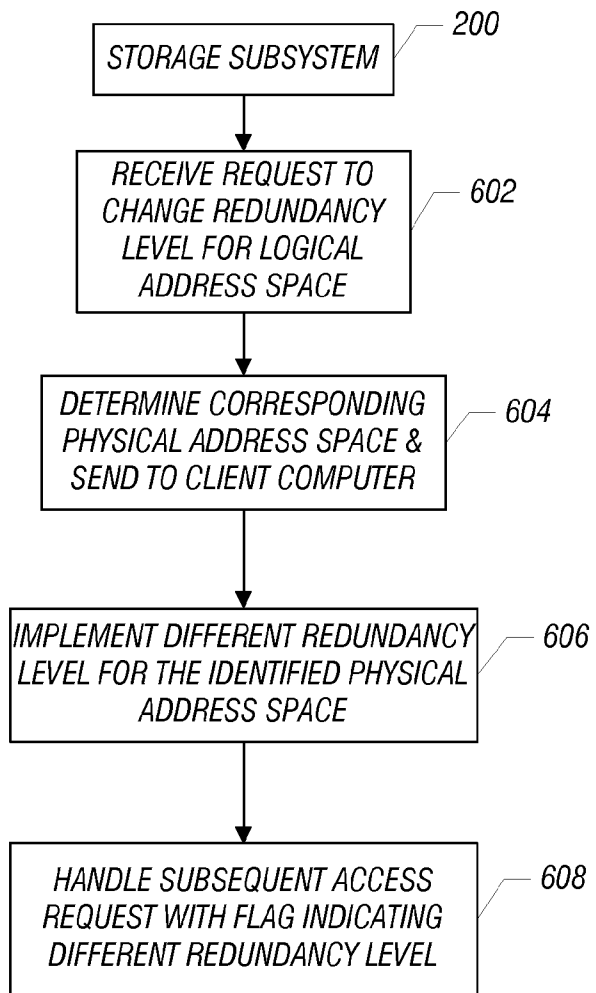 STORAGE SUBSYSTEM
200
RECEIVE REQUEST TO
CHANGE REDUNDANCY
LEVEL FOR LOGICAL
ADDRESS SPACE
602
DETERMINE CORRESPONDING
PHYSICAL ADDRESS SPACE &
SEND TO CLIENT COMPUTER
604
IMPLEMENT DIFFERENT REDUNDANCY
LEVEL FOR THE IDENTIFIED PHYSICAL
ADDRESS SPACE
606
HANDLE SUBSEQUENT ACCESS
REQUEST WITH FLAG INDICATING
DIFFERENT REDUNDANCY LEVEL
608